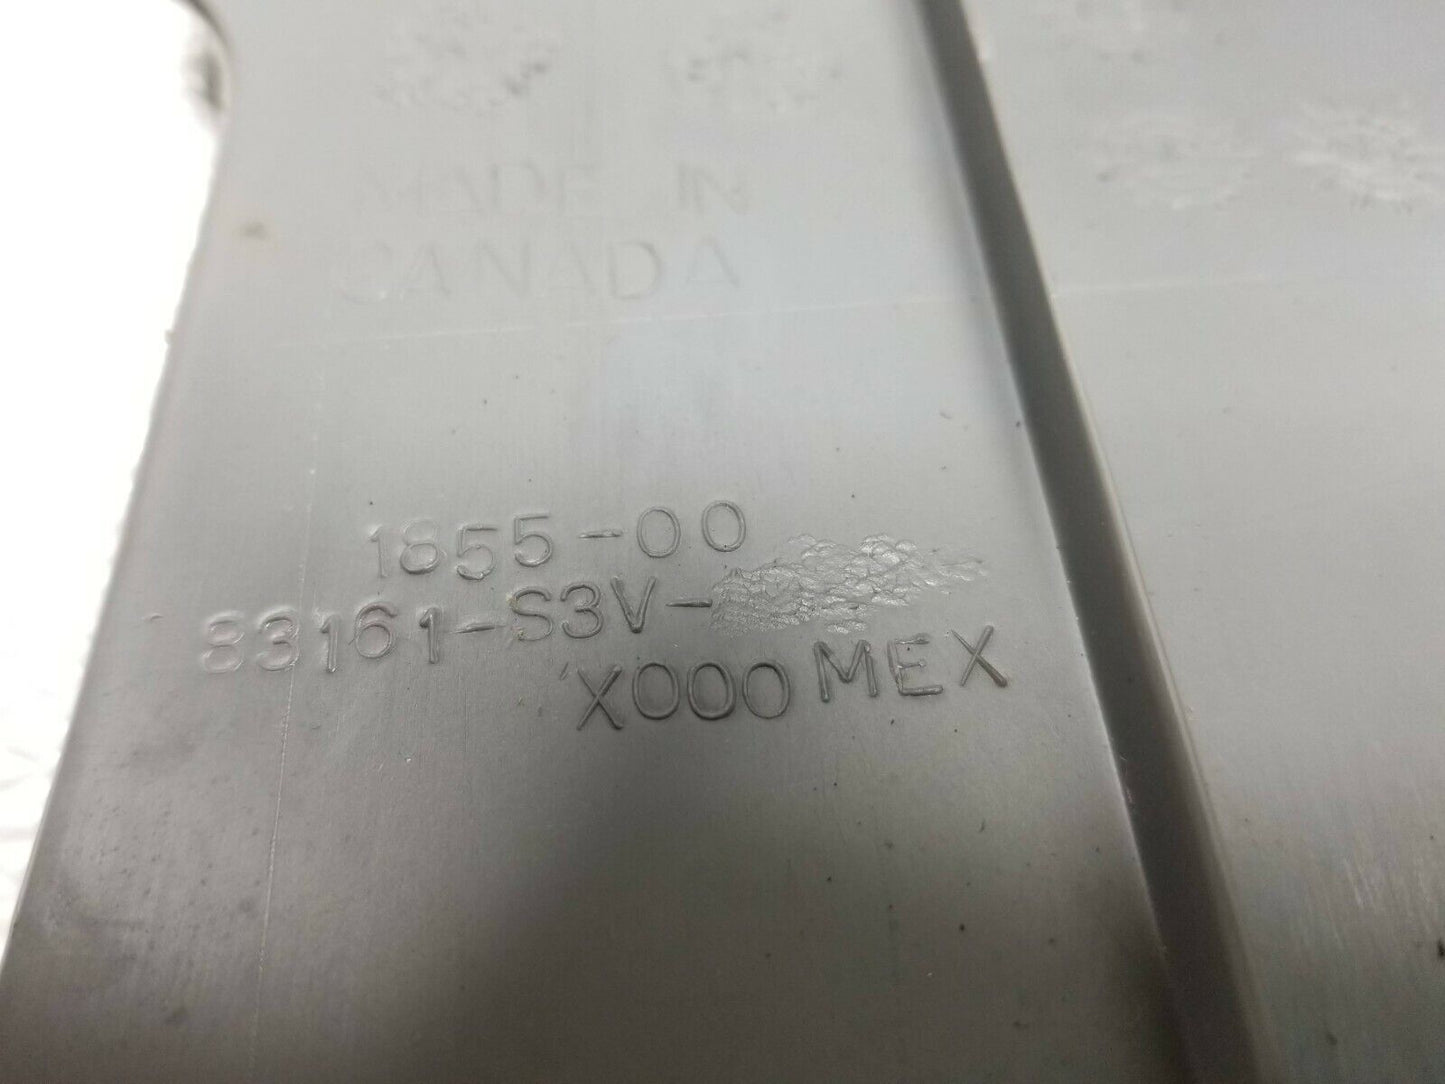 MADE IN
CANADA
1855-00
83161-S3V-
X000 MEX